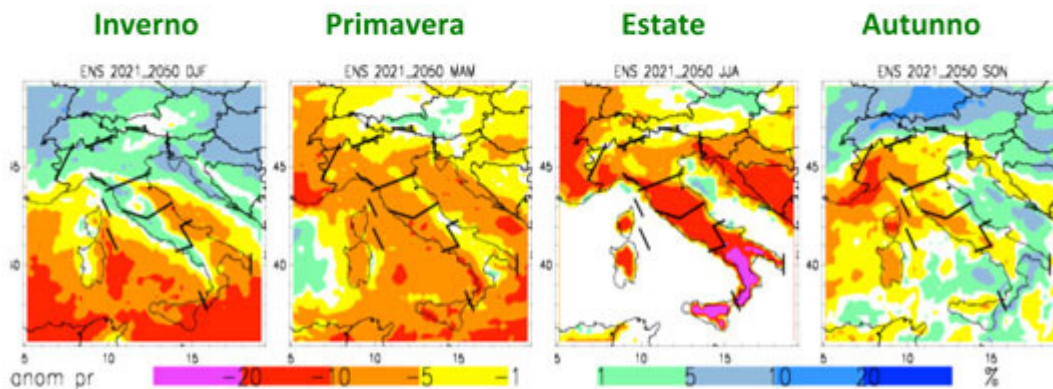 Inverno Primavera Estate Autunno
ENS 2021_2050 DJF ENS 2021_2050 MAM ENS 2021_2050 JJA ENS 2021_2050 SON
45 45 45 45
40 40 40 40
5 10 15 5 10 15 5 10 15 5 10 15
anom pr -20 -10 -5 -1 1 5 10 20 %